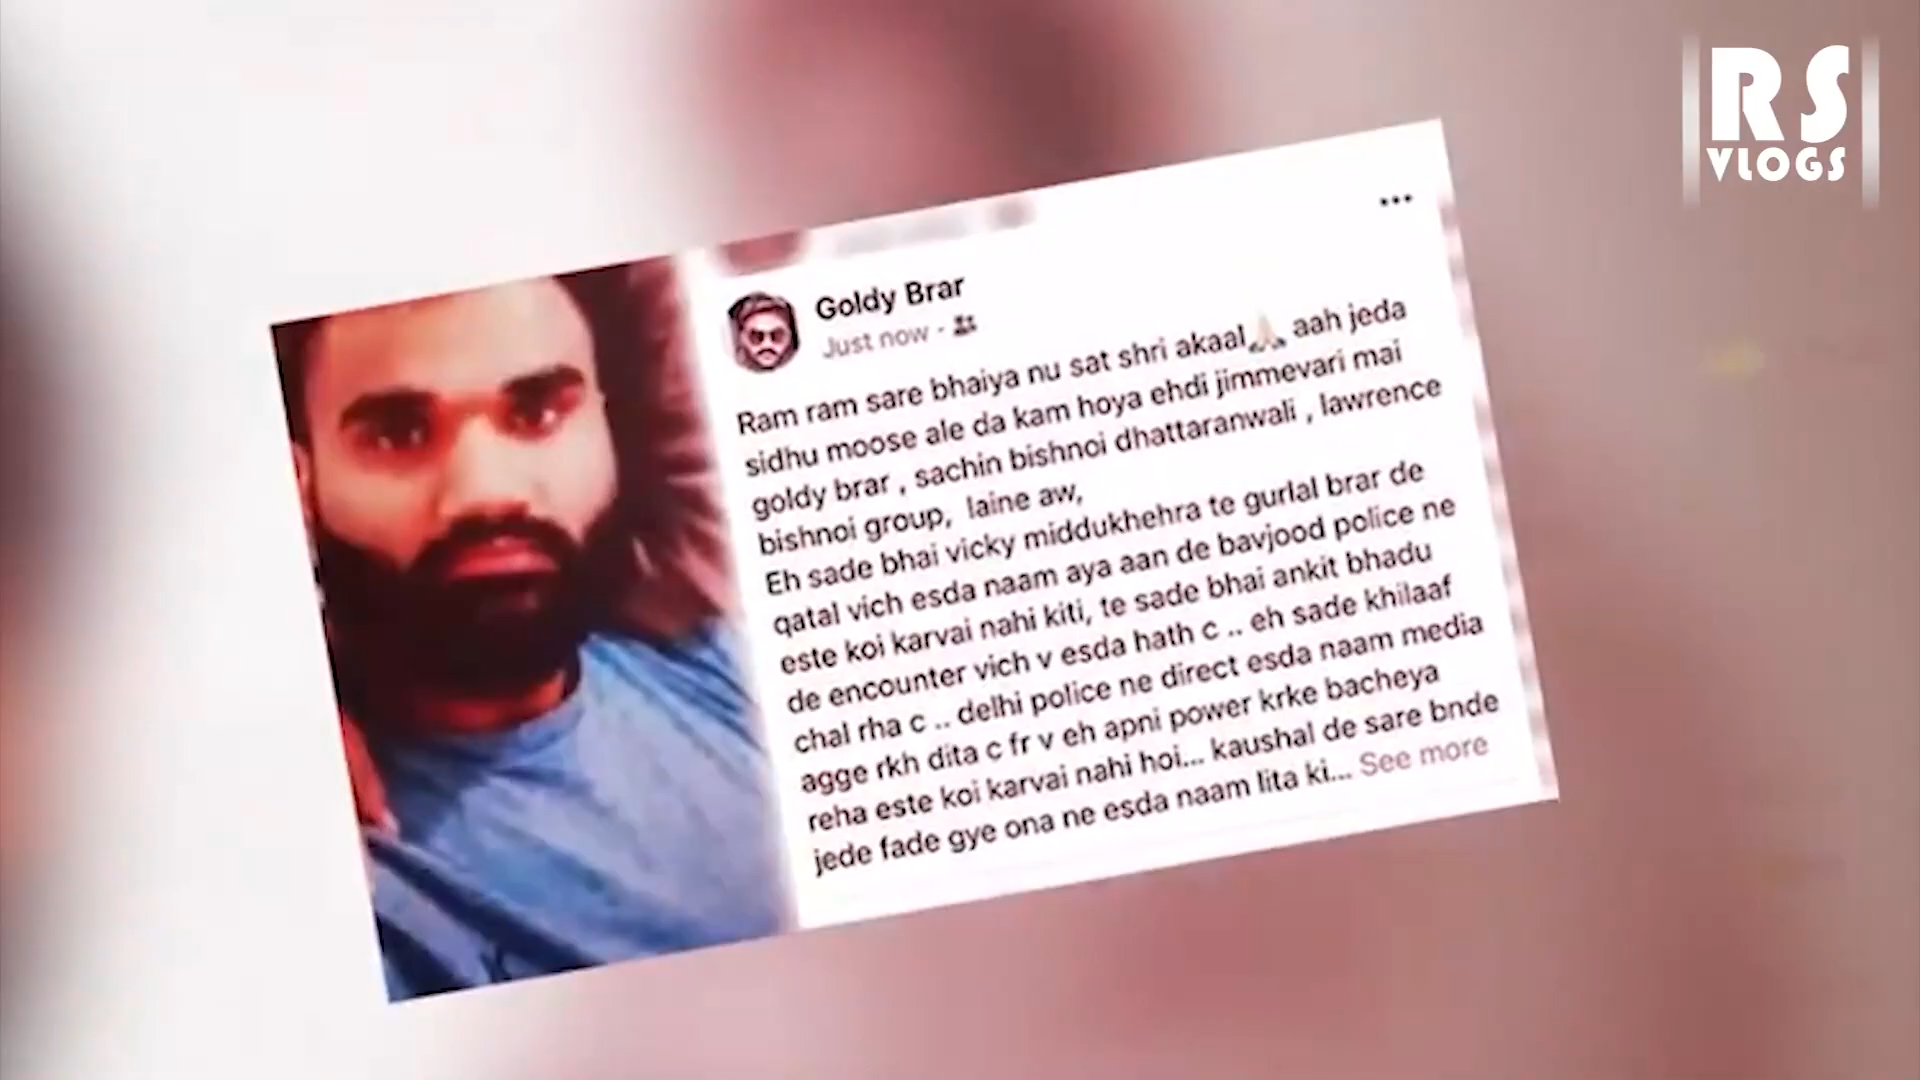 RS
VLOGS
Goldy Brar
Just now
Ram ram sare bhaiya nu sat shri akaal🙏🏻 aah jeda
sidhu moose ale da kam hoya ehdi jimmevari mai
goldy brar , sachin bishnoi dhattaranwali , lawrence
bishnoi group,  laine aw,
Eh sade bhai vicky middukhehra te gurlal brar de
qatal vich esda naam aya aan de bavjood police ne
este koi karvai nahi kiti, te sade bhai ankit bhadu
de encounter vich v esda hath c .. eh sade khilaaf
chal rha c .. delhi police ne direct esda naam media
agge rkh dita c fr v eh apni power krke bacheya
reha este koi karvai nahi hoi... kaushal de sare bnde
jede fade gye ona ne esda naam lita ki... See more